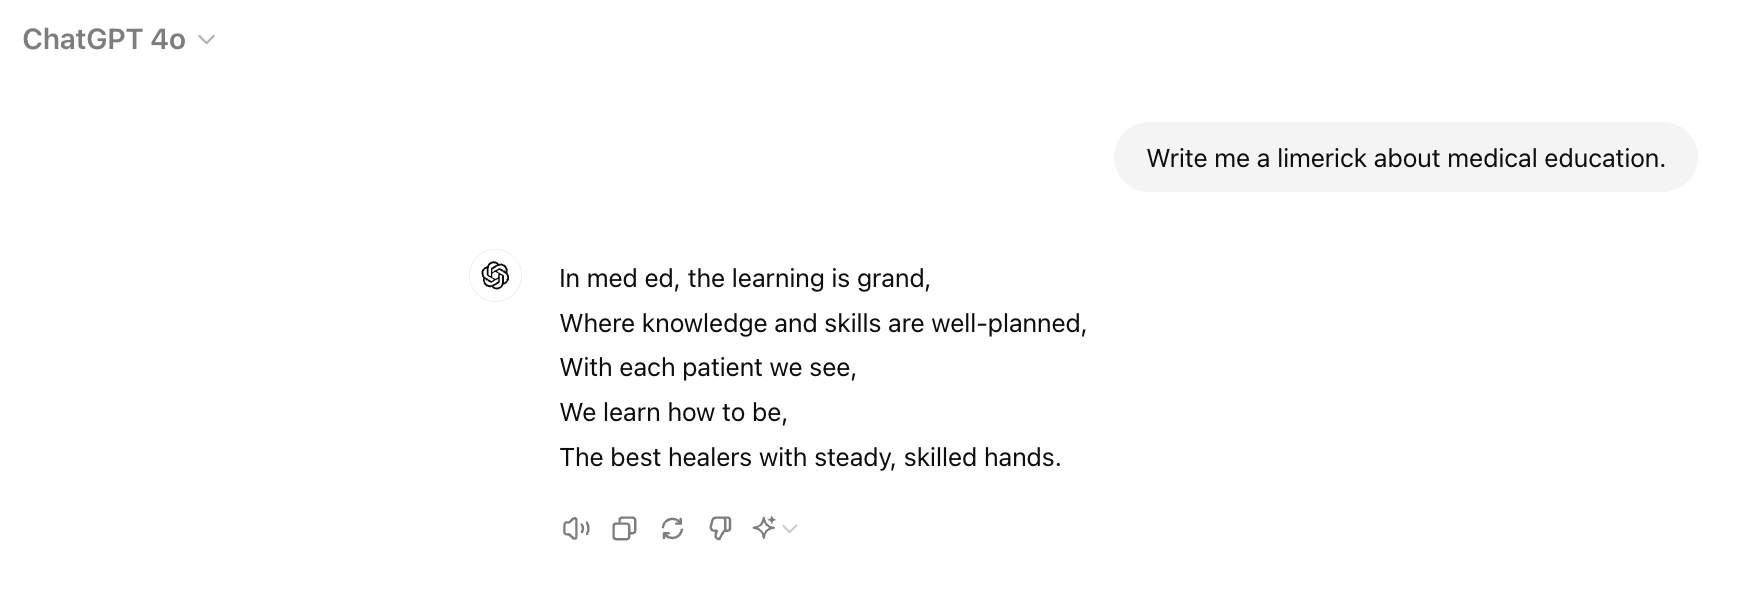 ChatGPT 4o
Write me a limerick about medical education.
In med ed, the learning is grand,
Where knowledge and skills are well-planned,
With each patient we see,
We learn how to be,
The best healers with steady, skilled hands.